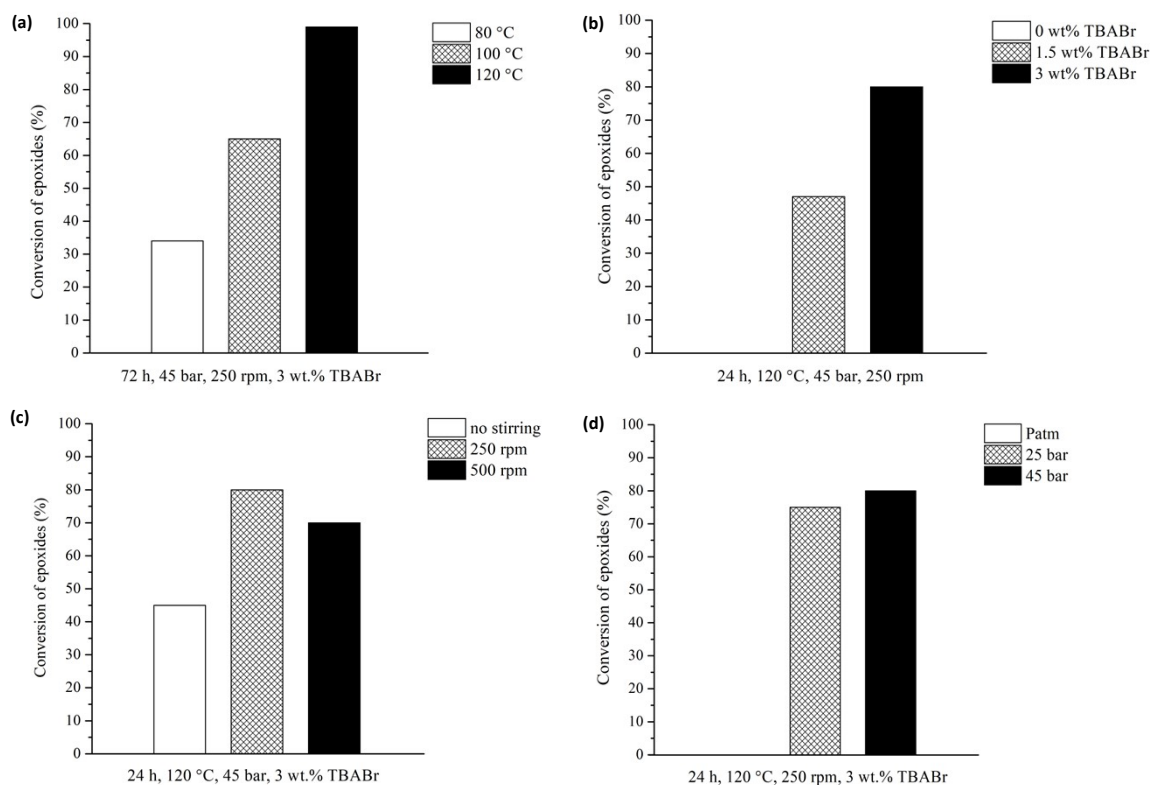 (a)
100
90
80
70
60
50
40
30
20
10
0
Conversion of epoxides (%)
80 °C
100 °C
120 °C
72 h, 45 bar, 250 rpm, 3 wt.% TBABr
(b)
100
90
80
70
60
50
40
30
20
10
0
Conversion of epoxides (%)
0 wt% TBABr
1.5 wt% TBABr
3 wt% TBABr
24 h, 120 °C, 45 bar, 250 rpm
(c)
100
90
80
70
60
50
40
30
20
10
0
Conversion of epoxides (%)
no stirring
250 rpm
500 rpm
24 h, 120 °C, 45 bar, 3 wt.% TBABr
(d)
100
90
80
70
60
50
40
30
20
10
0
Conversion of epoxides (%)
Patm
25 bar
45 bar
24 h, 120 °C, 250 rpm, 3 wt.% TBABr